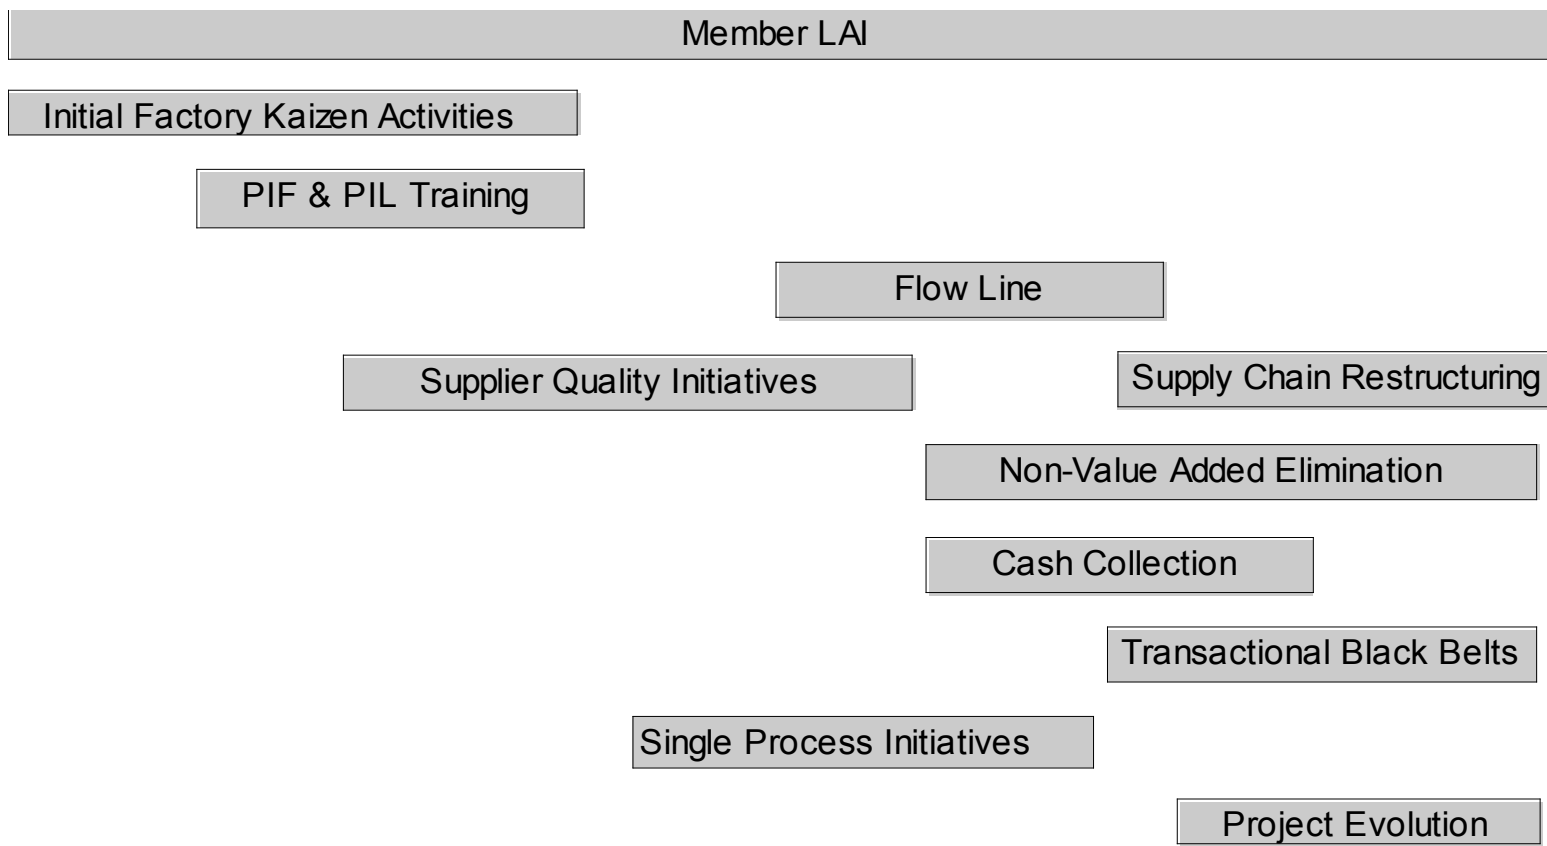 Member LAI
Initial Factory Kaizen Activities
PIF & PIL Training
Flow Line
Supplier Quality Initiatives
Supply Chain Restructuring
Non-Value Added Elimination
Cash Collection
Transactional Black Belts
Single Process Initiatives
Project Evolution